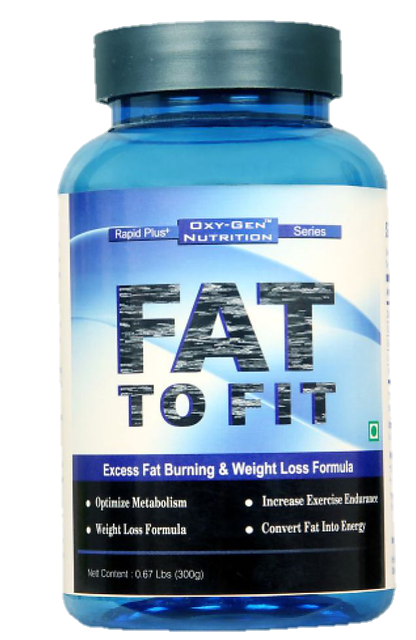 Rapid Plus+ OXY-GEN™ NUTRITION Series
FAT
TO FIT
Excess Fat Burning & Weight Loss Formula
• Optimize Metabolism
• Increase Exercise Endurance
• Weight Loss Formula
• Convert Fat Into Energy
Nett Content : 0.67 Lbs (300g)